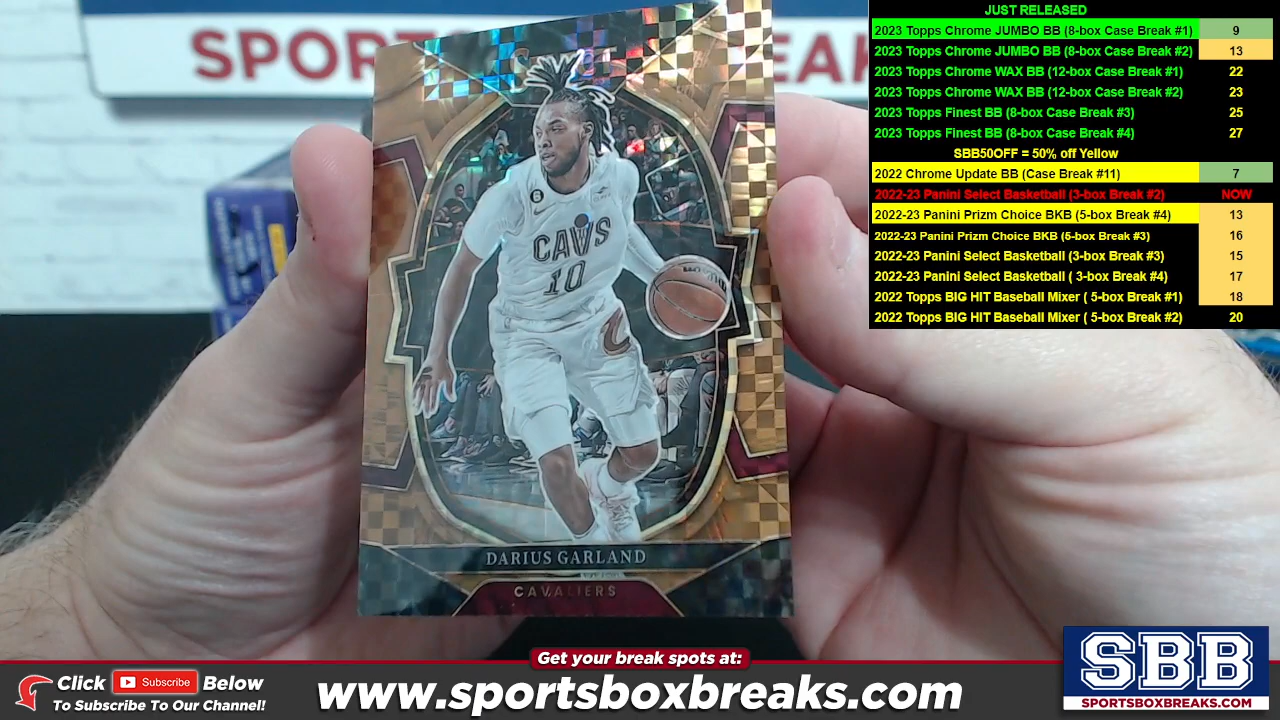 SPOR
EAK
CAVS
10
DARIUS GARLAND
CAVALIERS
JUST RELEASED
2023 Topps Chrome JUMBO BB (8-box Case Break #1) 9
2023 Topps Chrome JUMBO BB (8-box Case Break #2) 13
2023 Topps Chrome WAX BB (12-box Case Break #1) 22
2023 Topps Chrome WAX BB (12-box Case Break #2) 23
2023 Topps Finest BB (8-box Case Break #3) 25
2023 Topps Finest BB (8-box Case Break #4) 27
SBB50OFF = 50% off Yellow
2022 Chrome Update BB (Case Break #11) 7
2022-23 Panini Select Basketball (3-box Break #2) NOW
2022-23 Panini Prizm Choice BKB (5-box Break #4) 13
2022-23 Panini Prizm Choice BKB (5-box Break #3) 16
2022-23 Panini Select Basketball (3-box Break #3) 15
2022-23 Panini Select Basketball ( 3-box Break #4) 17
2022 Topps BIG HIT Baseball Mixer ( 5-box Break #1) 18
2022 Topps BIG HIT Baseball Mixer ( 5-box Break #2) 20
Get your break spots at:
Click Subscribe Below
To Subscribe To Our Channel!
www.sportsboxbreaks.com
SBB
SPORTSBOXBREAKS.COM